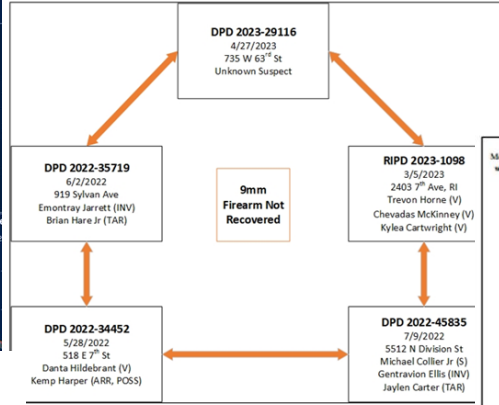 DPD 2023-29116
4/27/2023
735 W 63rd St
Unknown Suspect
DPD 2022-35719
6/2/2022
919 Sylvan Ave
Emontray Jarrett (INV)
Brian Hare Jr (TAR)
9mm
Firearm Not
Recovered
RIPD 2023-1098
3/5/2023
2403 7th Ave, RI
Trevon Horne (V)
Chevadas McKinney (V)
Kylea Cartwright (V)
DPD 2022-34452
5/28/2022
518 E 7th St
Danta Hildebrant (V)
Kemp Harper (ARR, POSS)
DPD 2022-45835
7/9/2022
5512 N Division St
Michael Collier Jr (S)
Gentravion Ellis (INV)
Jaylen Carter (TAR)